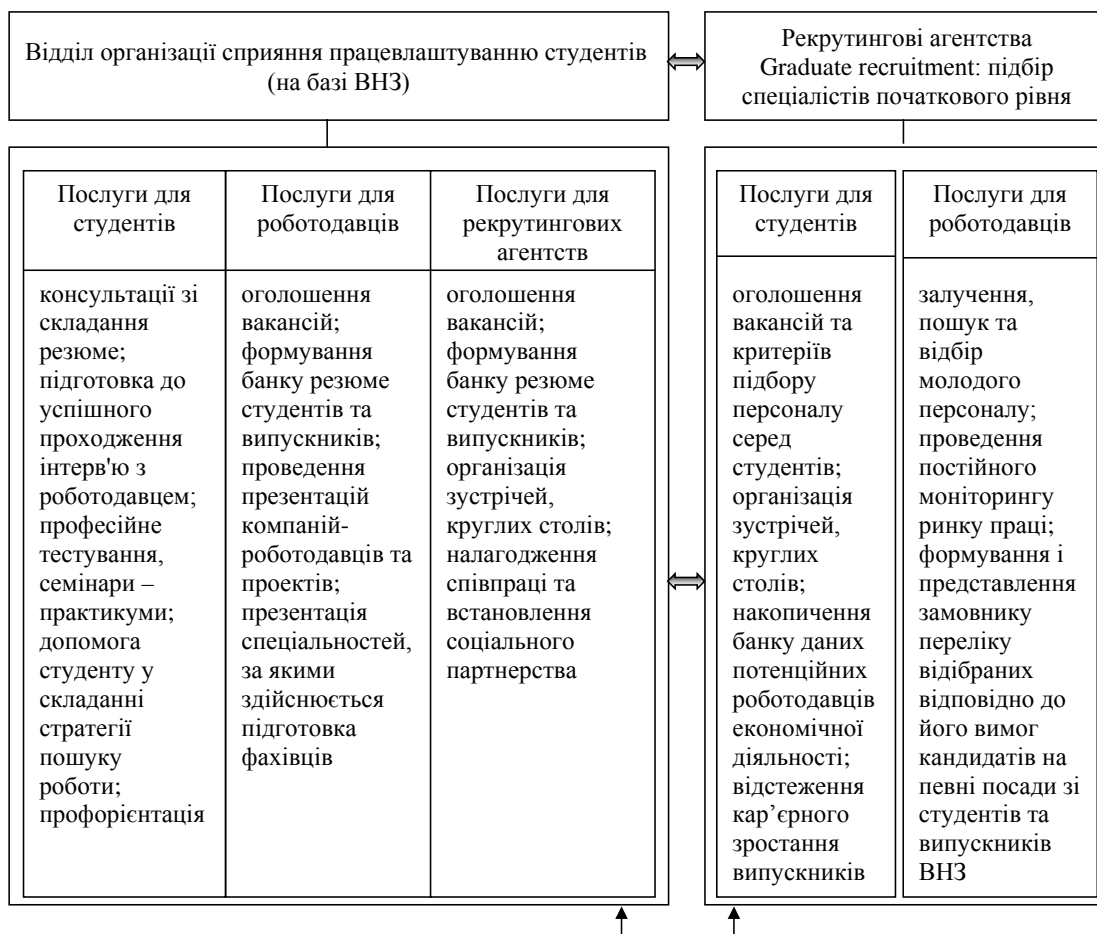 Відділ організації сприяння працевлаштуванню студентів
(на базі ВНЗ)
Рекрутингові агентства
Graduate recruitment: підбір
спеціалістів початкового рівня
Послуги для
студентів
консультації зі
складання
резюме;
підготовка до
успішного
проходження
інтерв'ю з
роботодавцем;
професійне
тестування,
семінари –
практикуми;
допомога
студенту у
складанні
стратегії
пошуку
роботи;
профорієнтація
Послуги для
роботодавців
оголошення
вакансій;
формування
банку резюме
студентів та
випускників;
проведення
презентацій
компаній-
роботодавців та
проектів;
презентація
спеціальностей,
за якими
здійснюється
підготовка
фахівців
Послуги для
рекрутингових
агентств
оголошення
вакансій;
формування
банку резюме
студентів та
випускників;
організація
зустрічей,
круглих столів;
налагодження
співпраці та
встановлення
соціального
партнерства
Послуги для
студентів
оголошення
вакансій та
критеріїв
підбору
персоналу
серед
студентів;
організація
зустрічей,
круглих
столів;
накопичення
банку даних
потенційних
роботодавців
економічної
діяльності;
відстеження
кар’єрного
зростання
випускників
Послуги для
роботодавців
залучення,
пошук та
відбір
молодого
персоналу;
проведення
постійного
моніторингу
ринку праці;
формування і
представлення
замовнику
переліку
відібраних
відповідно до
його вимог
кандидатів на
певні посади зі
студентів та
випускників
ВНЗ